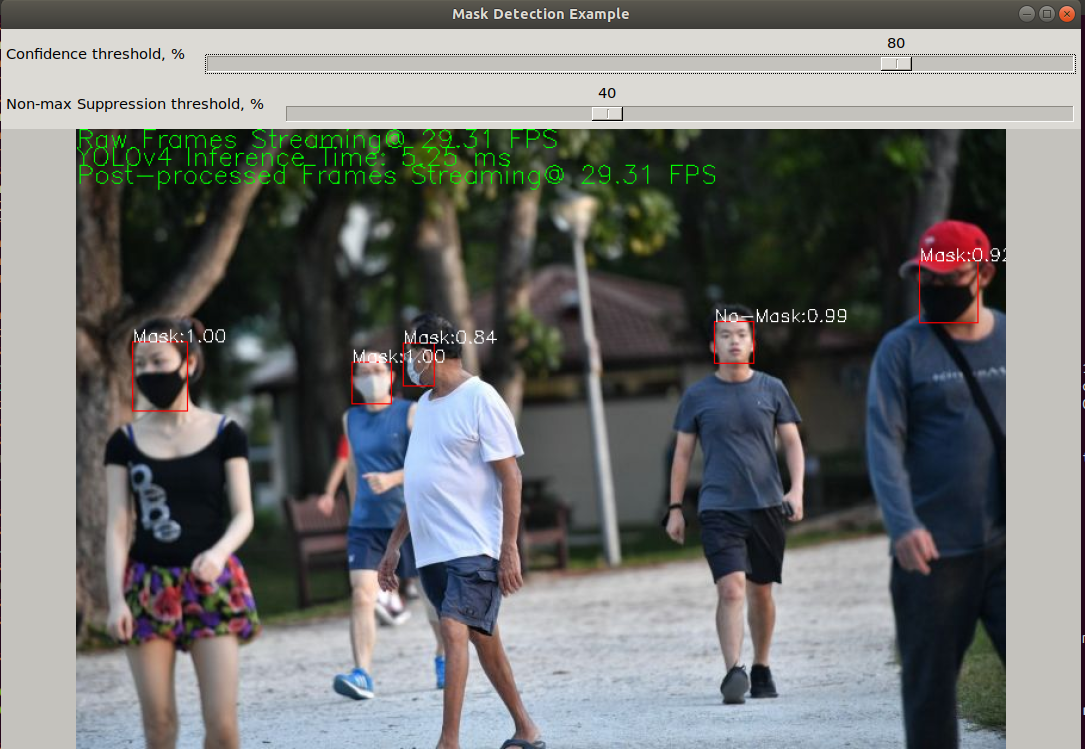 Mask Detection Example
Confidence threshold, %
80
Non-max Suppression threshold, %
40
Raw Frames Streaming@ 29.31 FPS
YOLOv4 Inference Time: 5.25 ms
Post-processed Frames Streaming@ 29.31 FPS
Mask:0.92
No-Mask:0.99
Mask:1.00
Mask:0.84
Mask:1.00